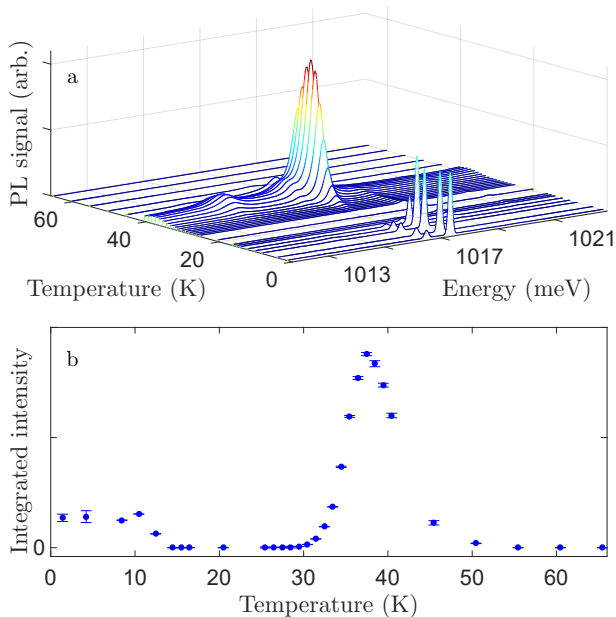 a
PL signal (arb.)
60
40
20
0
1013
1017
1021
Temperature (K)
Energy (meV)
b
Integrated intensity
0
0
10
20
30
40
50
60
Temperature (K)